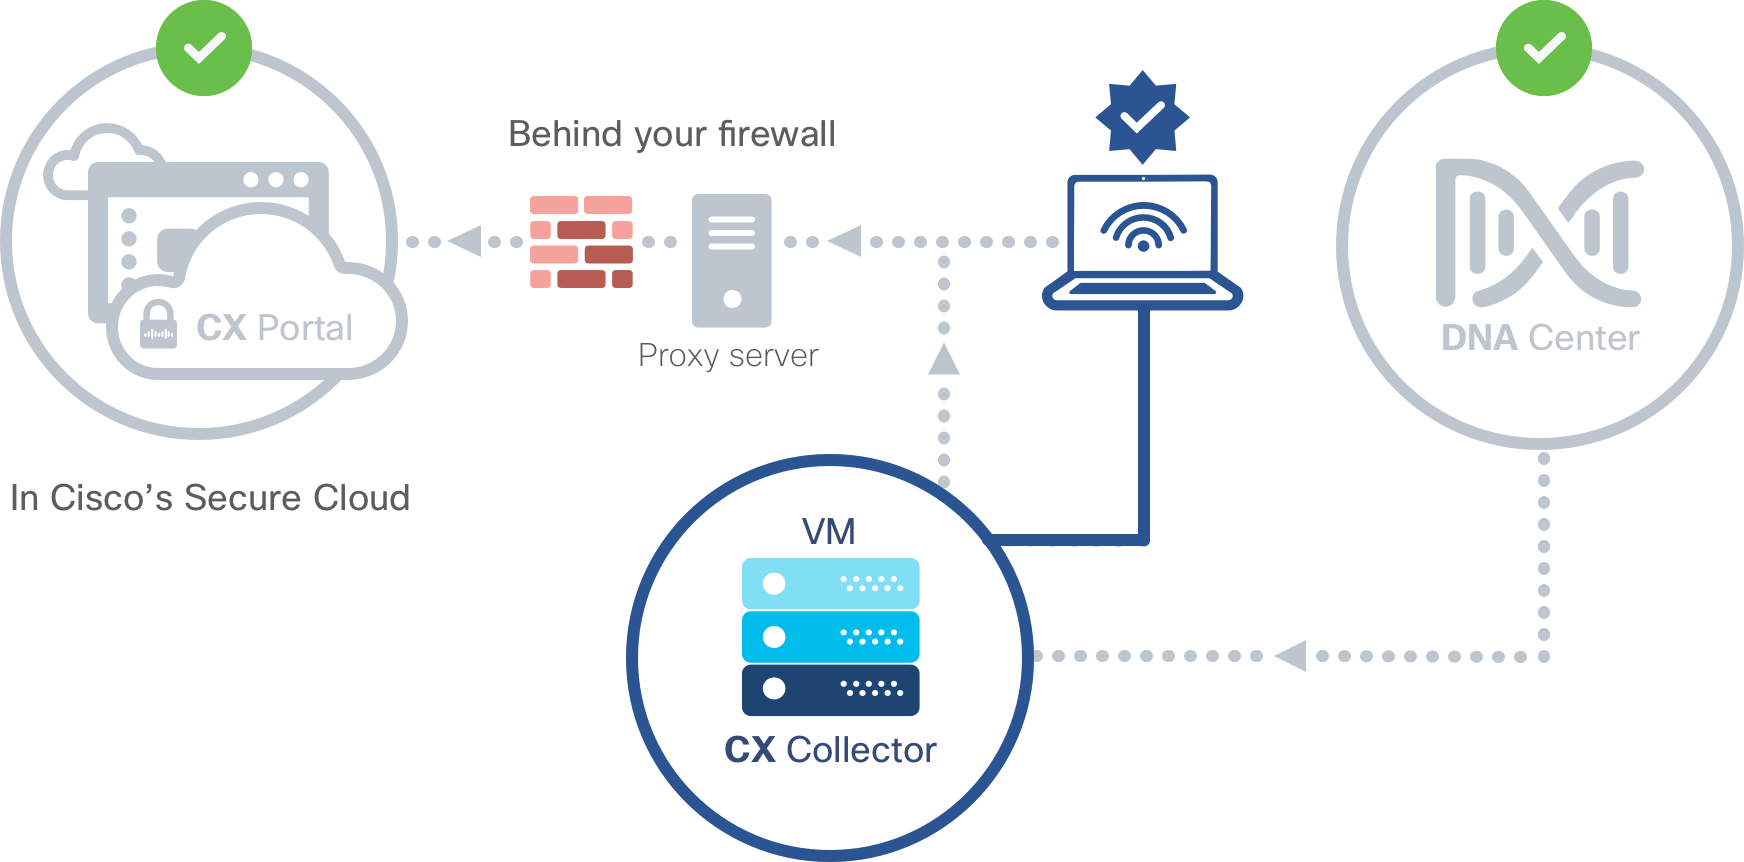 Behind your firewall
CX Portal
Proxy server
DNA Center
In Cisco’s Secure Cloud
VM
CX Collector